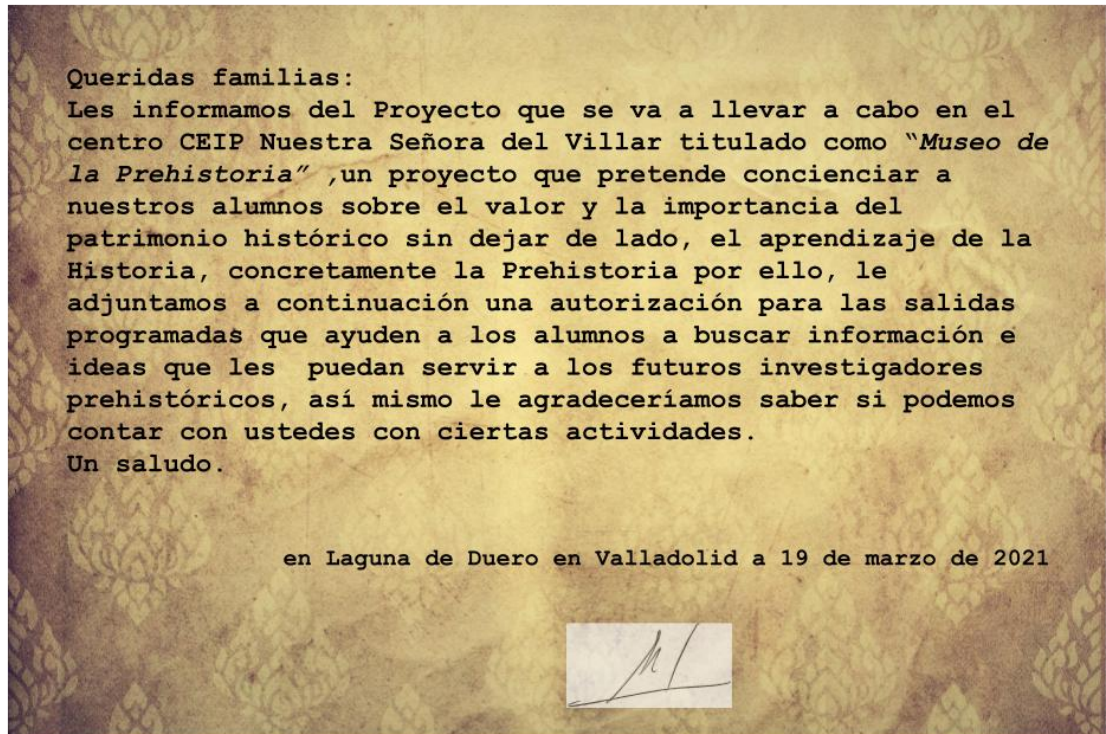 Queridas familias:
Les informamos del Proyecto que se va a llevar a cabo en el
centro CEIP Nuestra Señora del Villar titulado como “Museo de
la Prehistoria” ,un proyecto que pretende concienciar a
nuestros alumnos sobre el valor y la importancia del
patrimonio histórico sin dejar de lado, el aprendizaje de la
Historia, concretamente la Prehistoria por ello, le
adjuntamos a continuación una autorización para las salidas
programadas que ayuden a los alumnos a buscar información e
ideas que les  puedan servir a los futuros investigadores
prehistóricos, así mismo le agradeceríamos saber si podemos
contar con ustedes con ciertas actividades.
Un saludo.
en Laguna de Duero en Valladolid a 19 de marzo de 2021